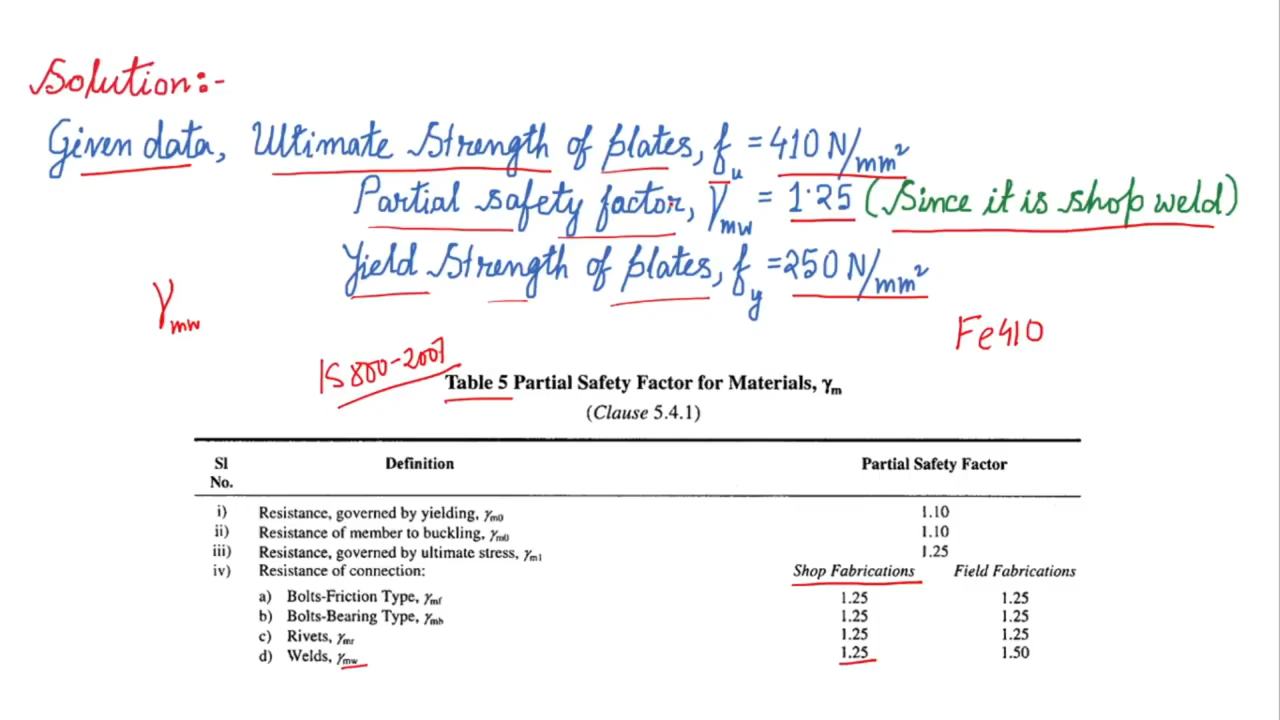 Solution:-
Given data, Ultimate Strength of plates, fu = 410 N/mm²
Partial safety factor, γmw = 1.25 (Since it is shop weld)
Yield Strength of plates, fy = 250 N/mm²
γmw
Fe410
IS 800-2007
Table 5 Partial Safety Factor for Materials, γm
(Clause 5.4.1)
Sl No. Definition Partial Safety Factor
i) Resistance, governed by yielding, γm0 1.10
ii) Resistance of member to buckling, γm0 1.10
iii) Resistance, governed by ultimate stress, γm1 1.25
iv) Resistance of connection: Shop Fabrications Field Fabrications
a) Bolts-Friction Type, γmf 1.25 1.25
b) Bolts-Bearing Type, γmb 1.25 1.25
c) Rivets, γmr 1.25 1.25
d) Welds, γmw 1.25 1.50